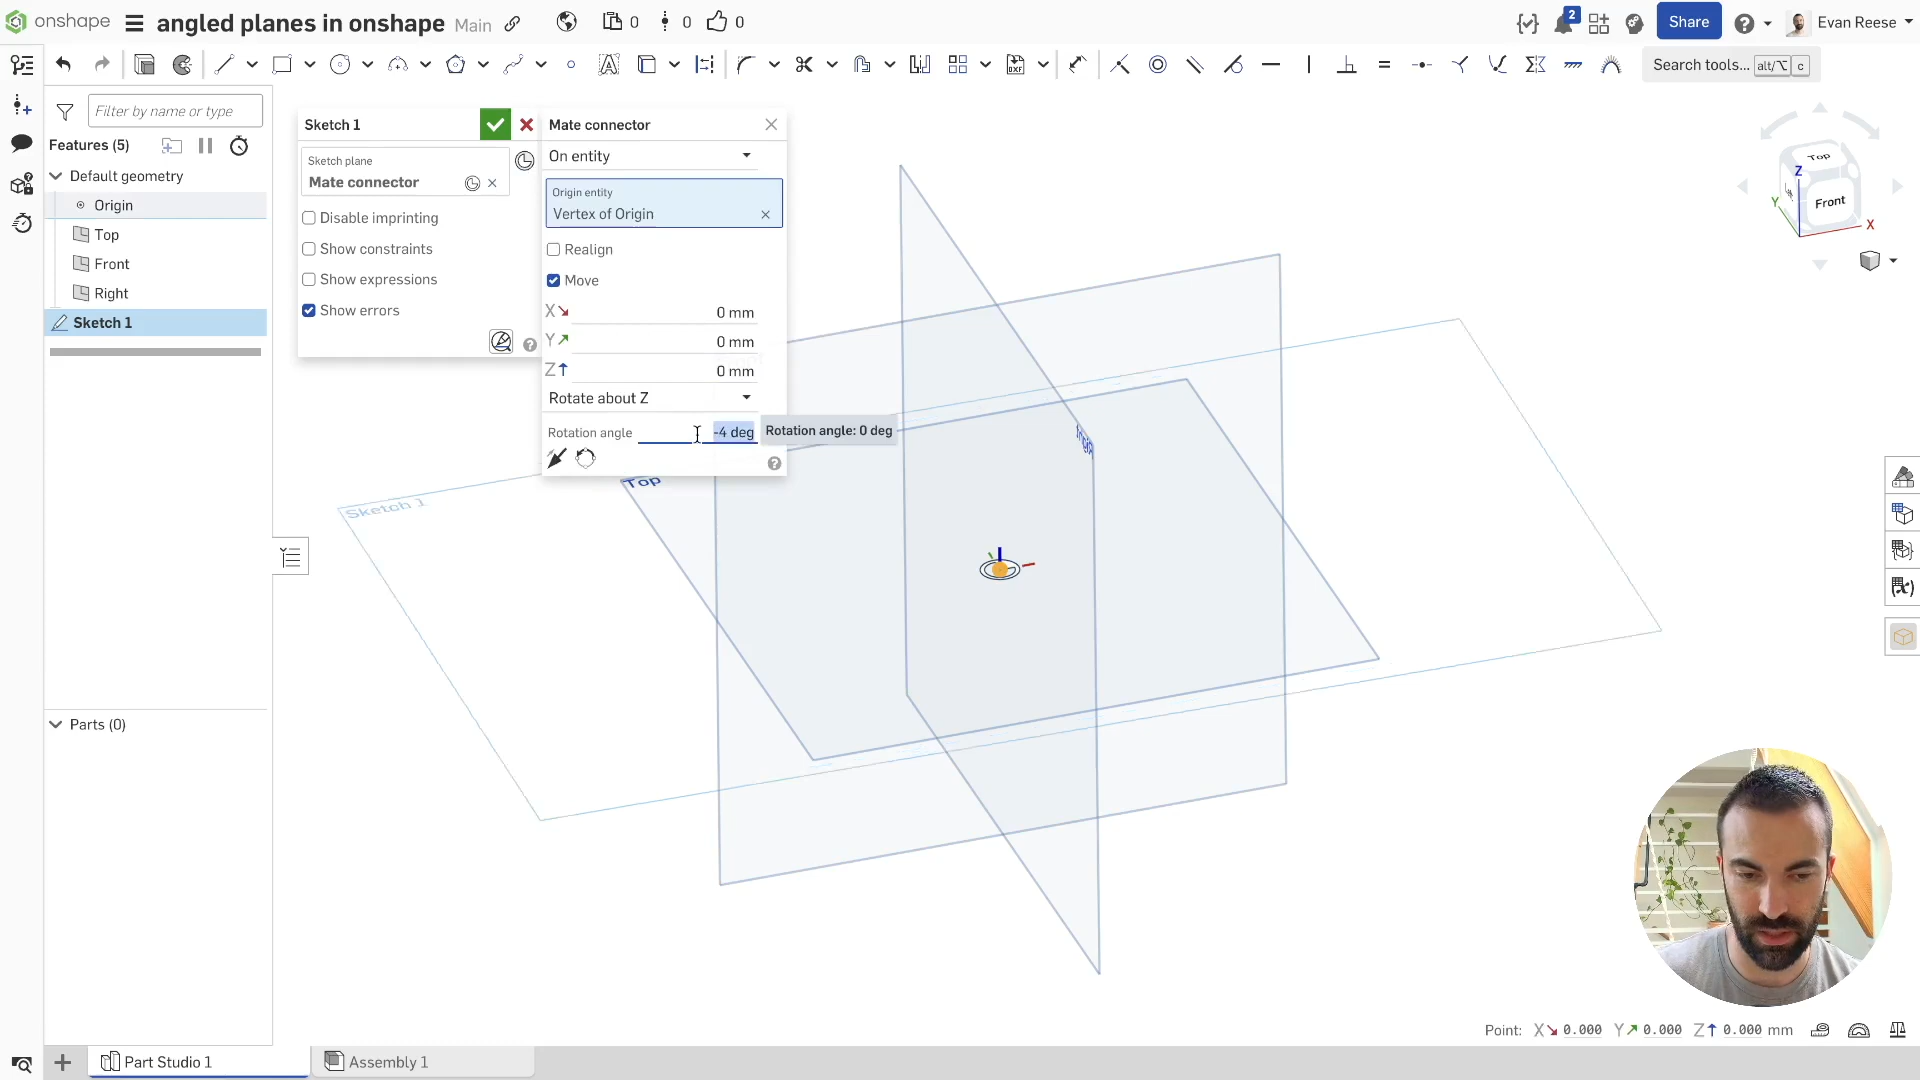 onshape
angled planes in onshape Main
0
0
0
2
Share
Evan Reese
Search tools... alt/⌥ c
Filter by name or type
Features (5)
Default geometry
Origin
Top
Front
Right
Sketch 1
Parts (0)
Sketch 1
Sketch plane
Mate connector
Disable imprinting
Show constraints
Show expressions
Show errors
Mate connector
On entity
Origin entity
Vertex of Origin
Realign
Move
X 0 mm
Y 0 mm
Z 0 mm
Rotate about Z
Rotation angle -4 deg
Rotation angle: 0 deg
Top
Sketch 1
Top
Front
Z
Y
X
Point: X 0.000 Y 0.000 Z 0.000 mm
Part Studio 1
Assembly 1